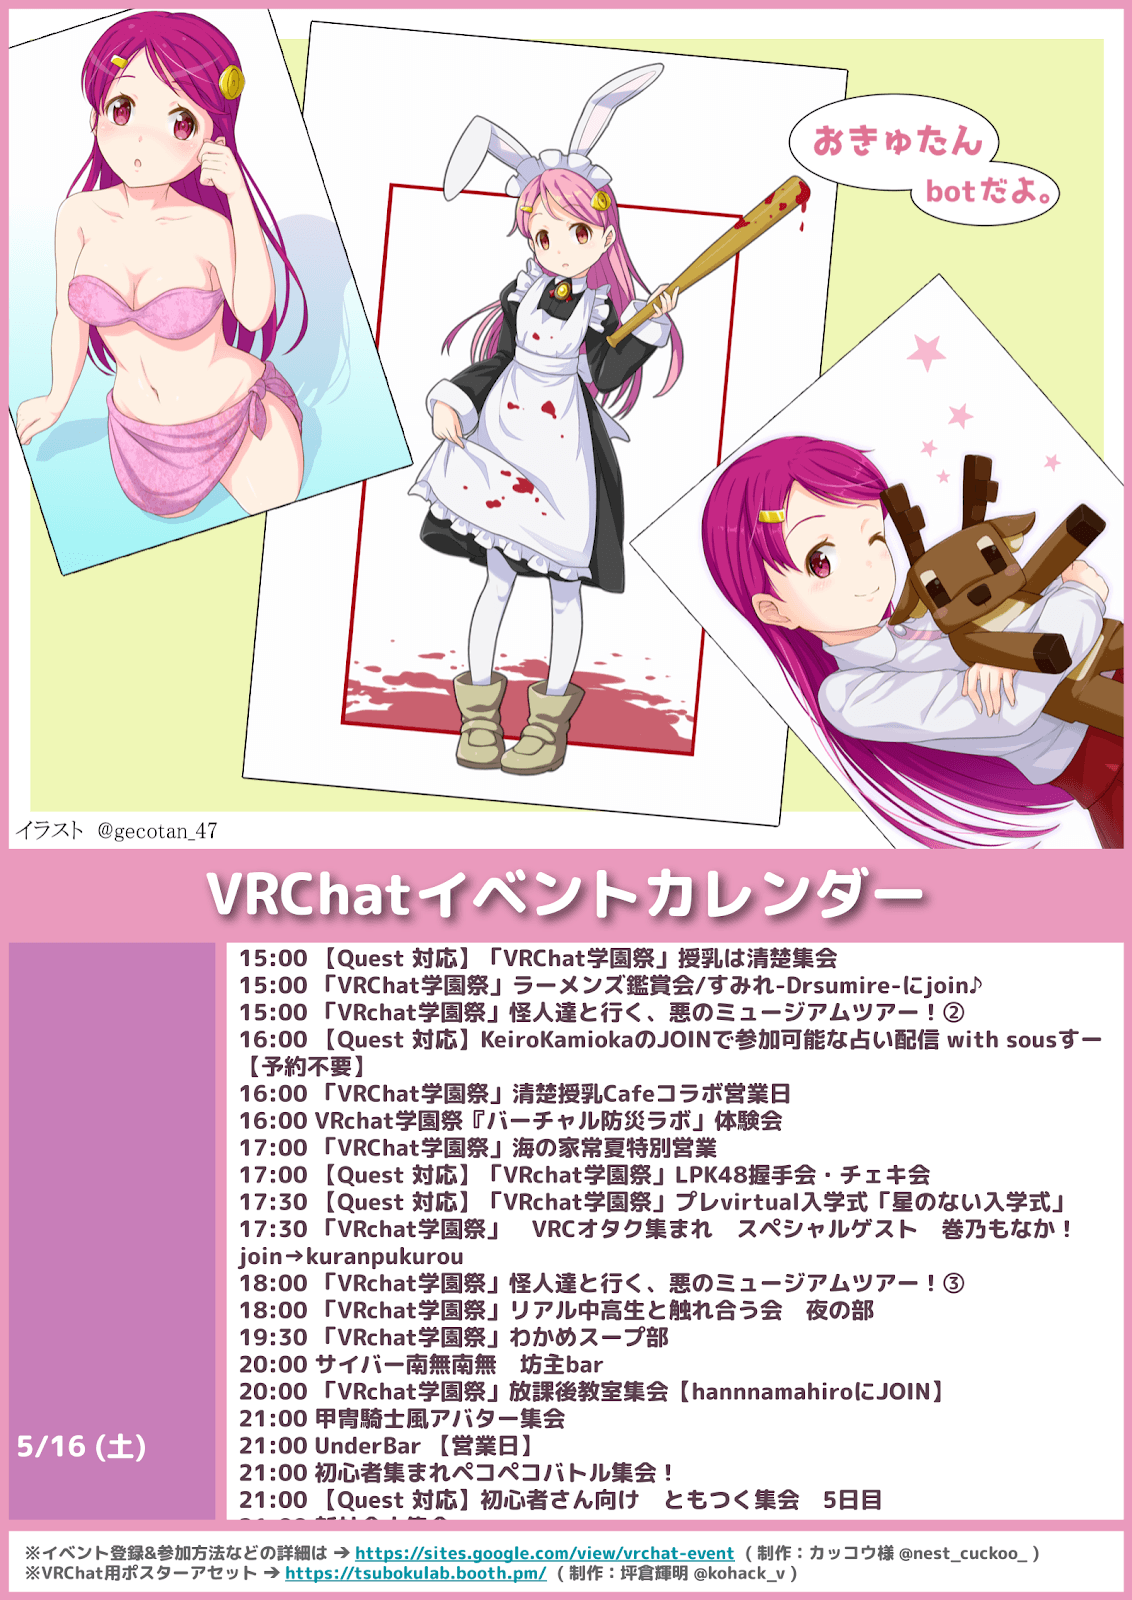 おきゅたん
botだよ。
イラスト @gecotan_47
VRChatイベントカレンダー
5/16 (土)
15:00 【Quest 対応】「VRChat学園祭」授乳は清楚集会
15:00 「VRChat学園祭」ラーメンズ鑑賞会/すみれ-Drsumire-にjoin♪
15:00 「VRchat学園祭」怪人達と行く、悪のミュージアムツアー！②
16:00 【Quest 対応】KeiroKamiokaのJOINで参加可能な占い配信 with sousすー
【予約不要】
16:00 「VRChat学園祭」清楚授乳Cafeコラボ営業日
16:00 VRchat学園祭『バーチャル防災ラボ」体験会
17:00 「VRChat学園祭」海の家常夏特別営業
17:00 【Quest 対応】「VRchat学園祭」LPK48握手会・チェキ会
17:30 【Quest 対応】「VRchat学園祭」プレvirtual入学式「星のない入学式」
17:30 「VRchat学園祭」　VRCオタク集まれ　スペシャルゲスト　巻乃もなか！
join→kuranpukurou
18:00 「VRchat学園祭」怪人達と行く、悪のミュージアムツアー！③
18:00 「VRchat学園祭」リアル中高生と触れ合う会　夜の部
19:30 「VRchat学園祭」わかめスープ部
20:00 サイバー南無南無　坊主bar
20:00 「VRchat学園祭」放課後教室集会【hannnamahiroにJOIN】
21:00 甲冑騎士風アバター集会
21:00 UnderBar 【営業日】
21:00 初心者集まれペコペコバトル集会！
21:00 【Quest 対応】初心者さん向け　ともつく集会　5日目
※イベント登録&参加方法などの詳細は → https://sites.google.com/view/vrchat-event ( 制作：カッコウ様 @nest_cuckoo_ )
※VRChat用ポスターアセット → https://tsubokulab.booth.pm/ ( 制作：坪倉輝明 @kohack_v )